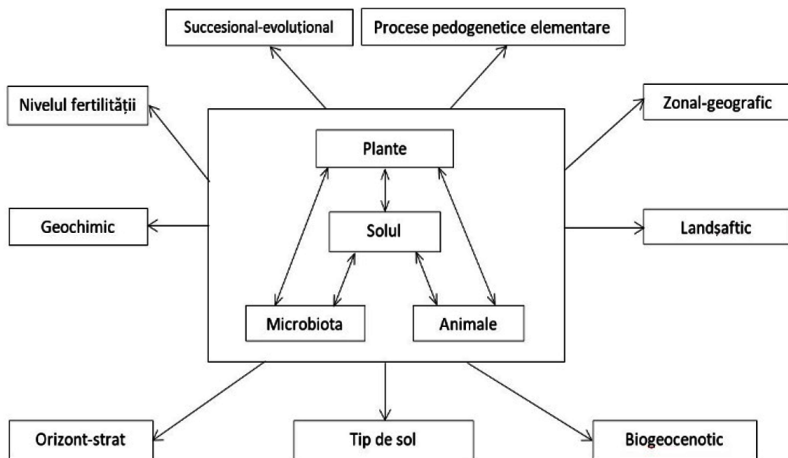 Succesional-evoluțional
Procese pedogenetice elementare
Nivelul fertilității
Zonal-geografic
Plante
Geochimic
Solul
Landșaftic
Microbiota
Animale
Orizont-strat
Tip de sol
Biogeocenotic